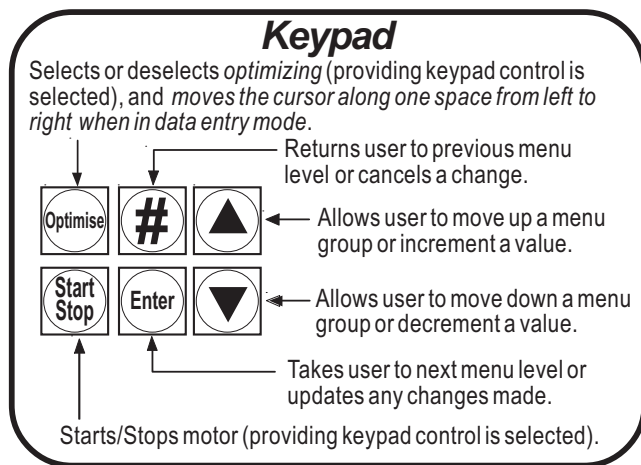 Keypad
Selects or deselects optimizing (providing keypad control is
selected), and moves the cursor along one space from left to
right when in data entry mode.
Returns user to previous menu
level or cancels a change.
Optimise
#
Allows user to move up a menu
group or increment a value.
Start
Stop
Enter
Allows user to move down a menu
group or decrement a value.
Takes user to next menu level or
updates any changes made.
Starts/Stops motor (providing keypad control is selected).